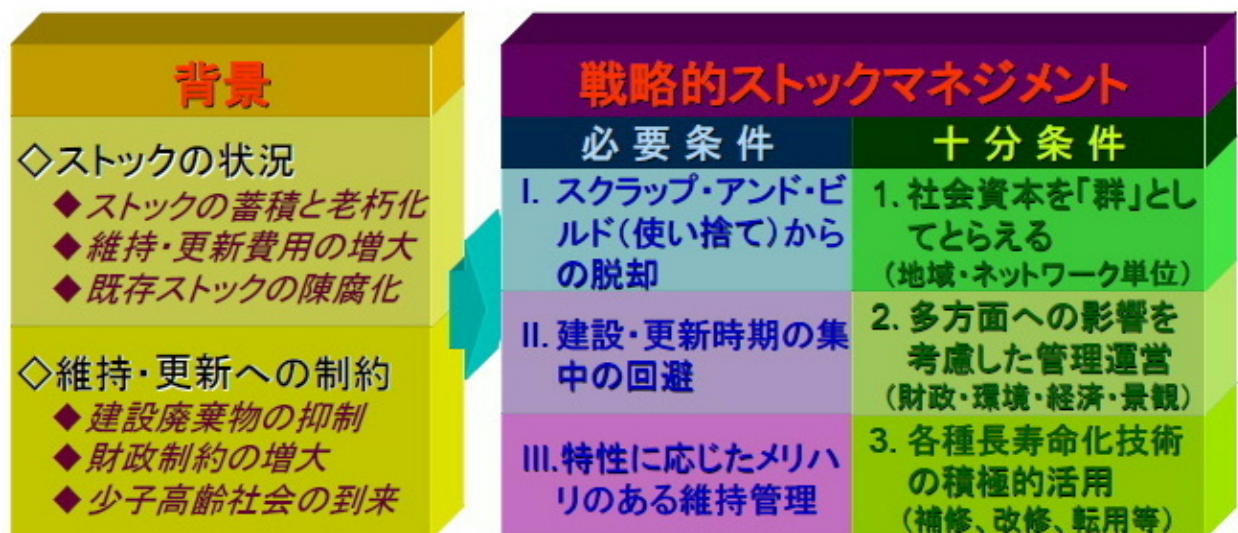 背景
◇ストックの状況
◆ストックの蓄積と老朽化
◆維持・更新費用の増大
◆既存ストックの陳腐化
◇維持・更新への制約
◆建設廃棄物の抑制
◆財政制約の増大
◆少子高齢社会の到来
戦略的ストックマネジメント
必要条件
I. スクラップ・アンド・ビ
ルド(使い捨て)から
の脱却
II. 建設・更新時期の集
中の回避
III.特性に応じたメリハ
リのある維持管理
十分条件
1. 社会資本を「群」とし
てとらえる
(地域・ネットワーク単位)
2. 多方面への影響を
考慮した管理運営
(財政・環境・経済・景観)
3. 各種長寿命化技術
の積極的活用
(補修、改修、転用等)